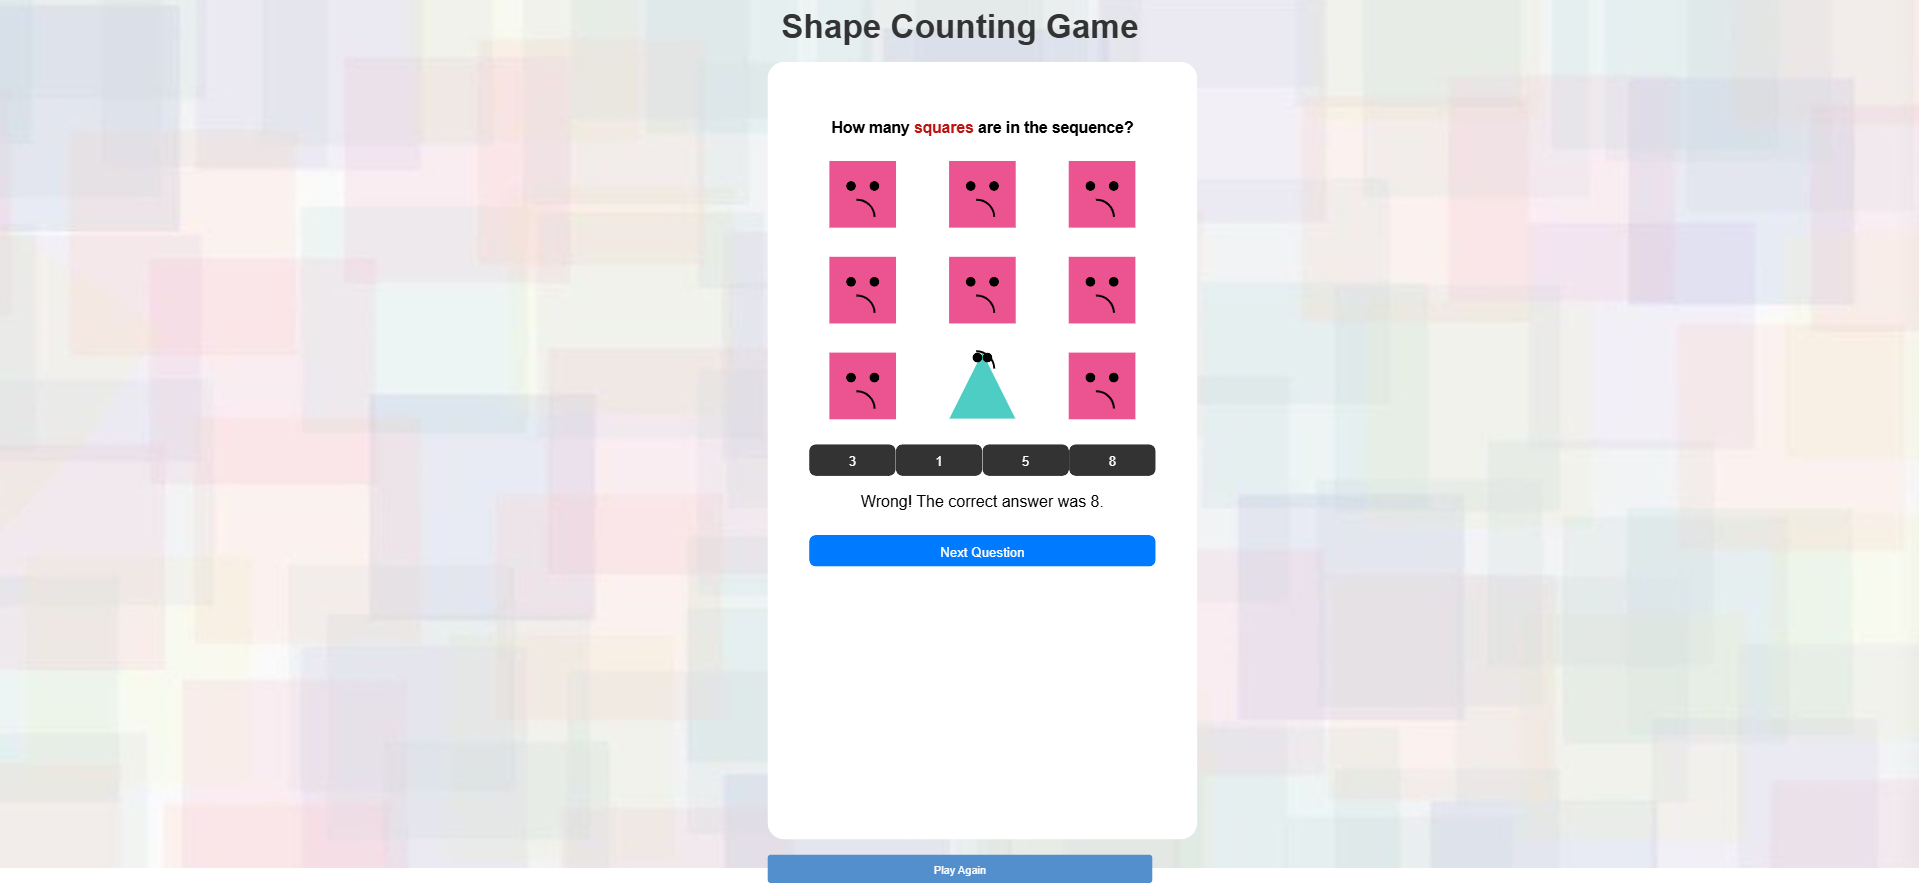 Shape Counting Game
How many squares are in the sequence?
3 1 5 8
Wrong! The correct answer was 8.
Next Question
Play Again